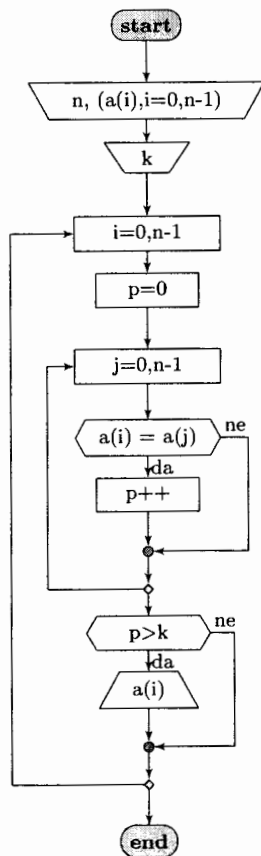 start
n, (a(i),i=0,n-1)
k
i=0,n-1
p=0
j=0,n-1
a(i) = a(j)
ne
da
p++
p>k
ne
da
a(i)
end